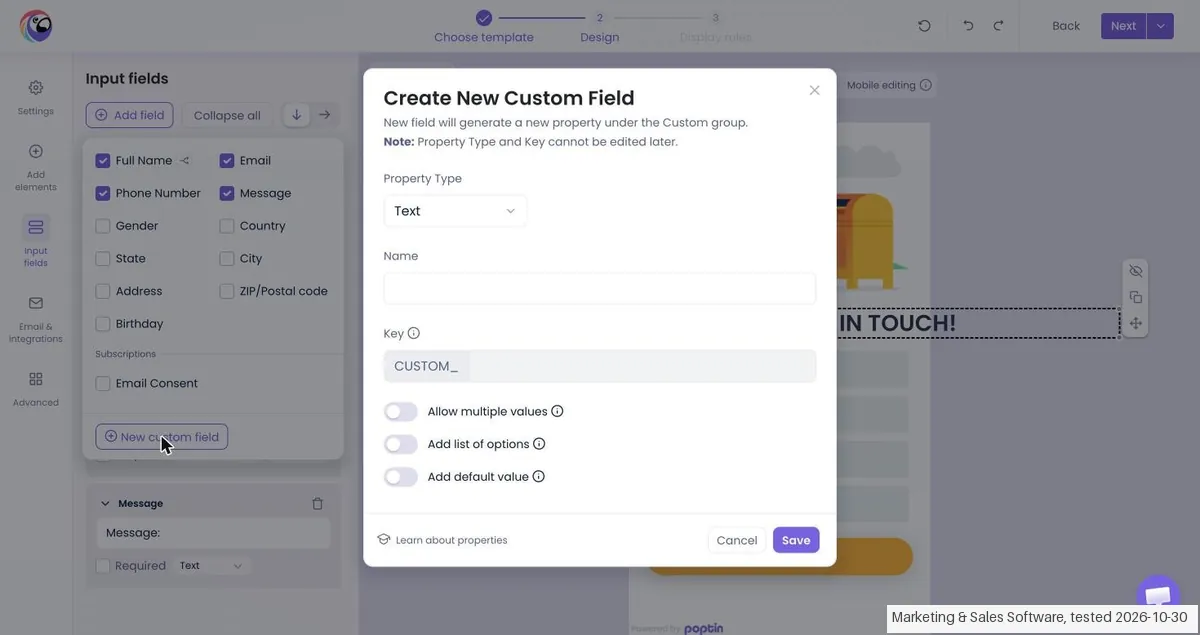 Choose template
2
Design
3
Display rules
Back
Next
Settings
Add elements
Input fields
Email & Integrations
Advanced
Input fields
Add field
Collapse all
Full Name
Email
Phone Number
Message
Gender
Country
State
City
Address
ZIP/Postal code
Birthday
Subscriptions
Email Consent
New custom field
Message
Message:
Required
Text
Mobile editing
IN TOUCH!
Create New Custom Field
New field will generate a new property under the Custom group.
Note: Property Type and Key cannot be edited later.
Property Type
Text
Name
Key
CUSTOM_
Allow multiple values
Add list of options
Add default value
Learn about properties
Cancel
Save
Powered by poptin
Marketing & Sales Software, tested 2026-10-30